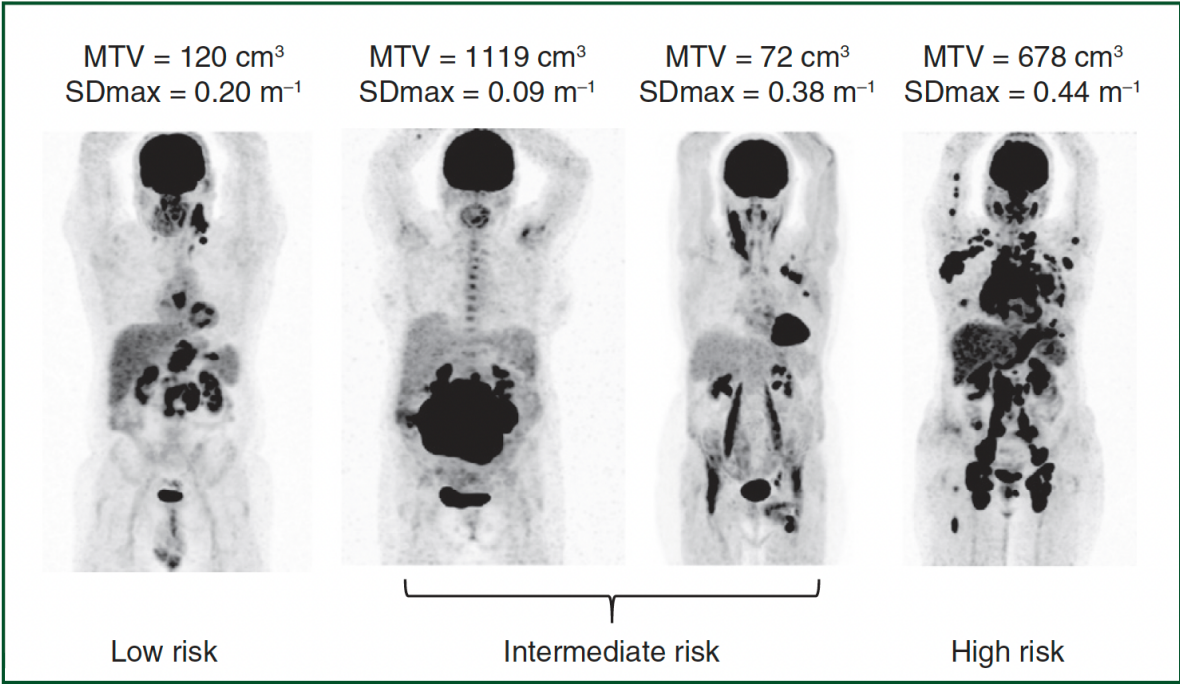 MTV = 120 cm³
SDmax = 0.20 m⁻¹
MTV = 1119 cm³
SDmax = 0.09 m⁻¹
MTV = 72 cm³
SDmax = 0.38 m⁻¹
MTV = 678 cm³
SDmax = 0.44 m⁻¹
Low risk
Intermediate risk
High risk